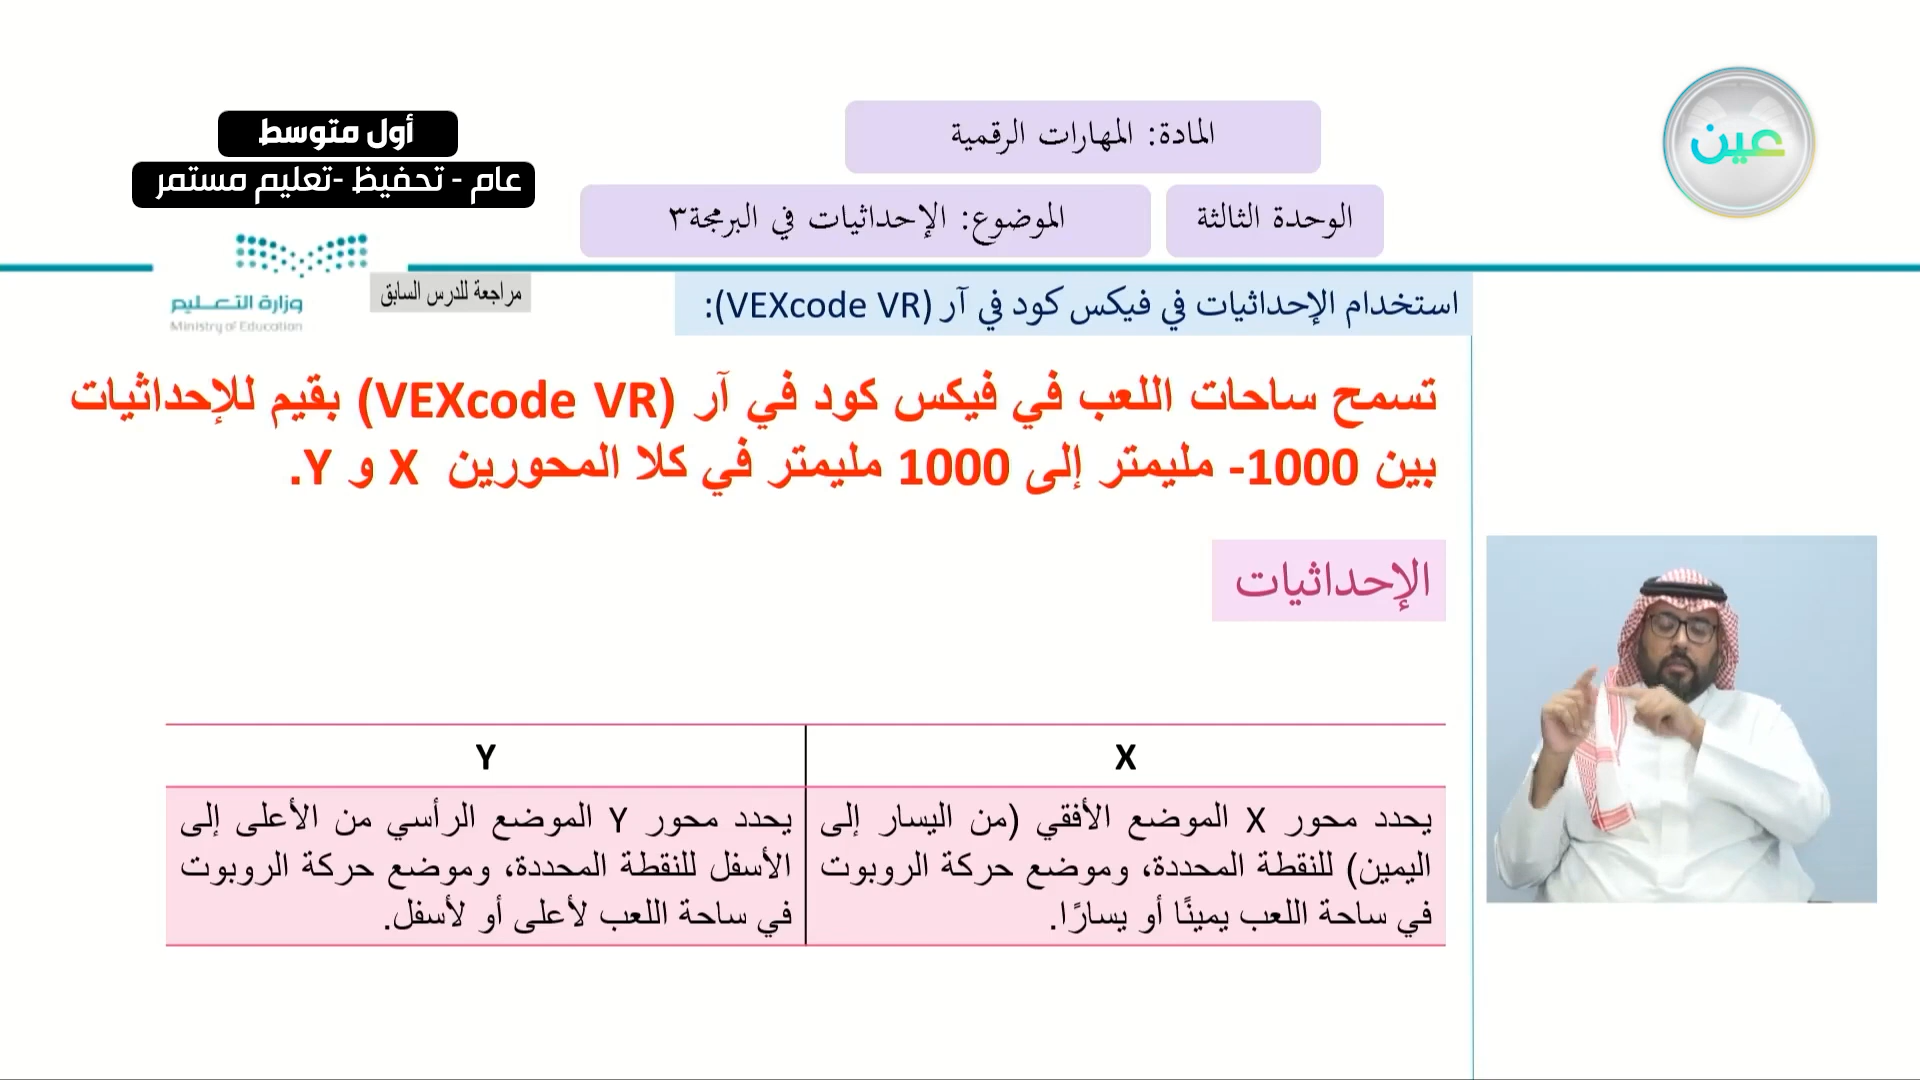 عين
المادة: المهارات الرقمية
أول متوسط
عام - تحفيظ -تعليم مستمر
الوحدة الثالثة
الموضوع: الإحداثيات في البرمجة٣
وزارة التعليم
Ministry of Education
مراجعة للدرس السابق
استخدام الإحداثيات في فيكس كود في آر (VEXcode VR):
تسمح ساحات اللعب في فيكس كود في آر (VEXcode VR) بقيم للإحداثيات
بين 1000- مليمتر إلى 1000 مليمتر في كلا المحورين X و Y.
الإحداثيات
X
يحدد محور X الموضع الأفقي (من اليسار إلى
اليمين) للنقطة المحددة، وموضع حركة الروبوت
في ساحة اللعب يمينًا أو يسارًا.
Y
يحدد محور Y الموضع الرأسي من الأعلى إلى
الأسفل للنقطة المحددة، وموضع حركة الروبوت
في ساحة اللعب لأعلى أو لأسفل.